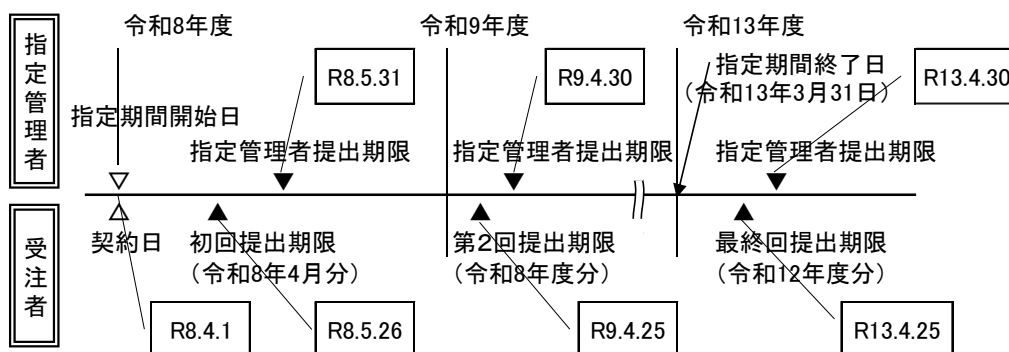 指定管理者
令和8年度
令和9年度
令和13年度
R8.5.31
R9.4.30
指定期間終了日
(令和13年3月31日)
R13.4.30
指定期間開始日
指定管理者提出期限
指定管理者提出期限
指定管理者提出期限
受注者
契約日
初回提出期限
(令和8年4月分)
第2回提出期限
(令和8年度分)
最終回提出期限
(令和12年度分)
R8.4.1
R8.5.26
R9.4.25
R13.4.25